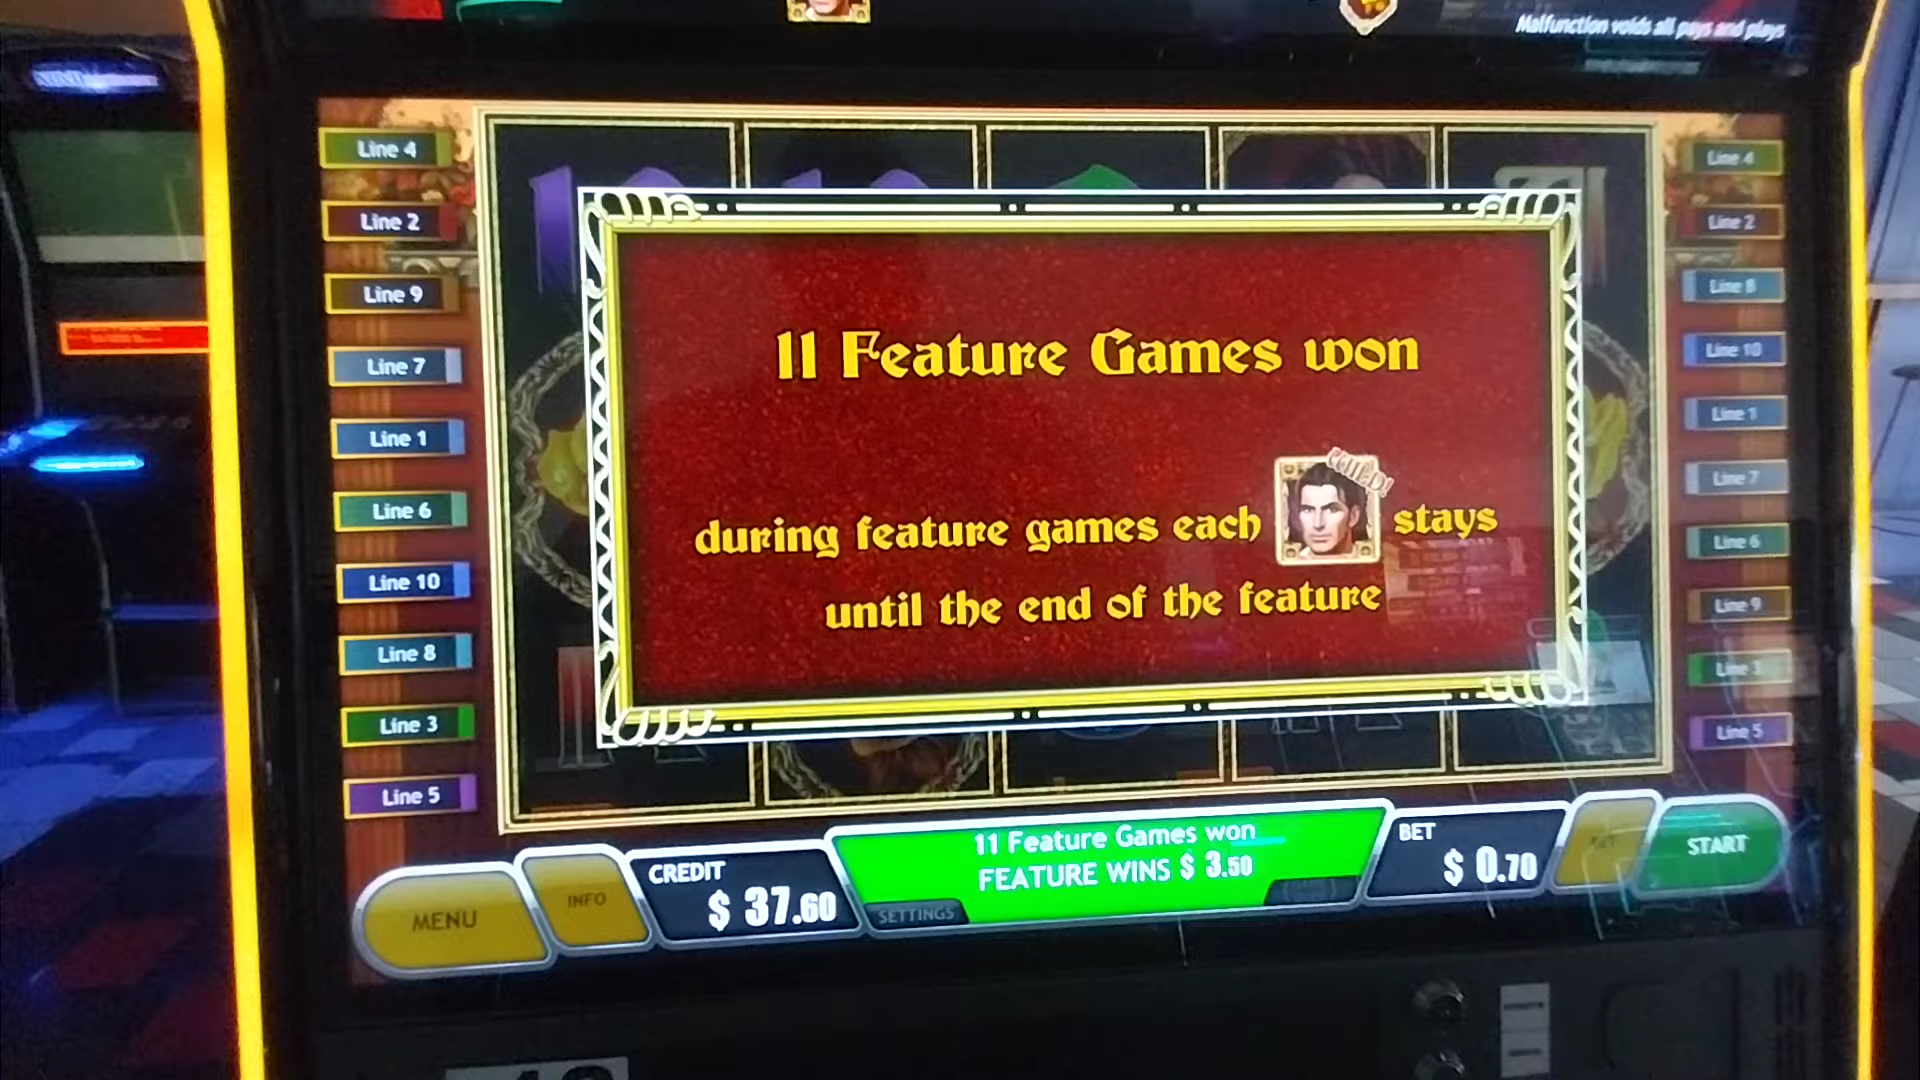 Malfunction voids all pays and plays
Line 4
Line 2
Line 9
Line 7
Line 1
Line 6
Line 10
Line 8
Line 3
Line 5
11 Feature Games won
during feature games each WILD! stays
until the end of the feature
Line 4
Line 2
Line 8
Line 10
Line 1
Line 7
Line 6
Line 9
Line 3
Line 5
MENU
INFO
CREDIT
$ 37.60
11 Feature Games won
FEATURE WINS $ 3.50
SETTINGS
BET
$ 0.70
START